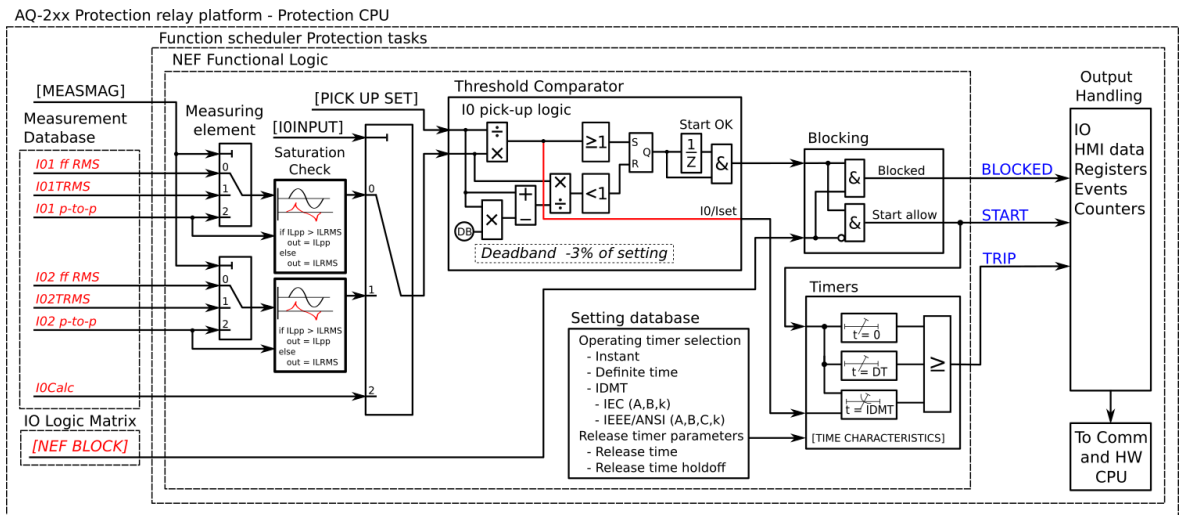 AQ-2xx Protection relay platform - Protection CPU
Function scheduler Protection tasks
NEF Functional Logic
[MEASMAG]
Measurement
Database
I01 ff RMS
I01TRMS
I01 p-to-p
I02 ff RMS
I02TRMS
I02 p-to-p
I0Calc
IO Logic Matrix
[NEF BLOCK]
Measuring
element
0
1
2
0
1
2
[I0INPUT]
Saturation
Check
if ILpp > ILRMS
out = ILpp
else
out = ILRMS
if ILpp > ILRMS
out = ILpp
else
out = ILRMS
0
1
2
[PICK UP SET]
Threshold Comparator
I0 pick-up logic
÷
×
≥1
×
÷
<1
+
−
×
DB
S
R
Q
Start OK
1
Z
&
I0/Iset
Deadband -3% of setting
Blocking
&
Blocked
&
Start allow
BLOCKED
START
TRIP
Setting database
Operating timer selection
- Instant
- Definite time
- IDMT
- IEC (A,B,k)
- IEEE/ANSI (A,B,C,k)
Release timer parameters
- Release time
- Release time holdoff
Timers
t = 0
t = DT
t = IDMT
≥
[TIME CHARACTERISTICS]
Output
Handling
IO
HMI data
Registers
Events
Counters
To Comm
and HW
CPU